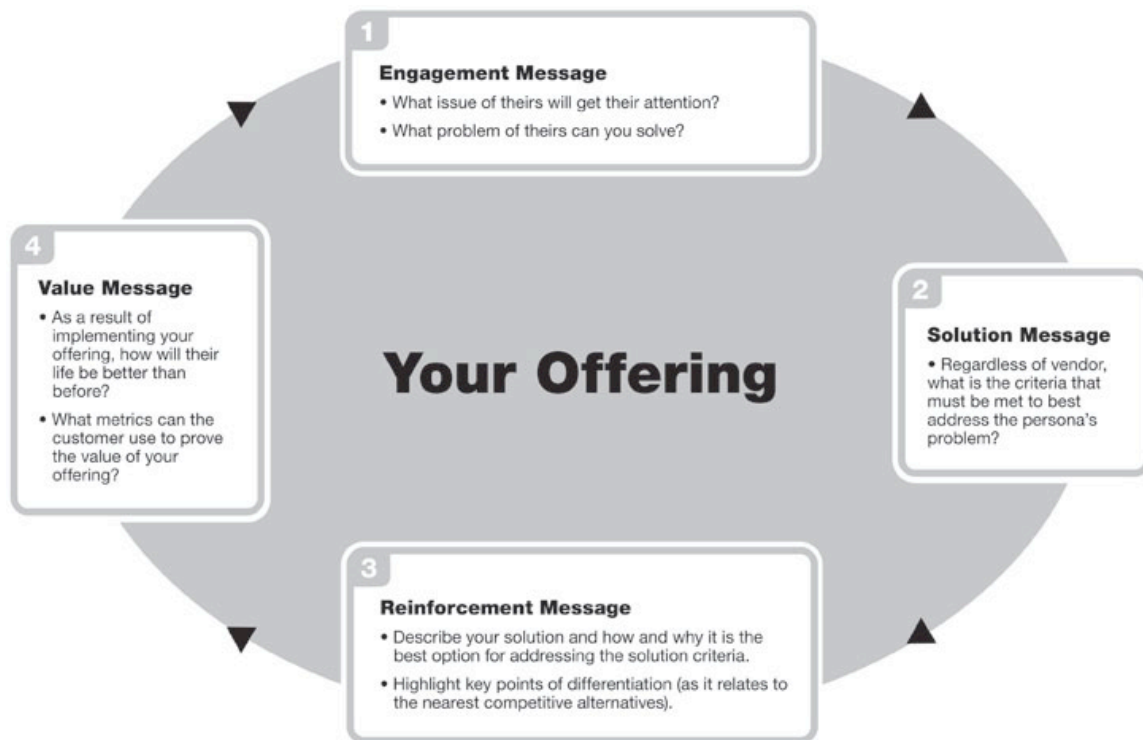 1
Engagement Message
• What issue of theirs will get their attention?
• What problem of theirs can you solve?
4
Value Message
• As a result of
implementing your
offering, how will their
life be better than
before?
• What metrics can the
customer use to prove
the value of your
offering?
Your Offering
2
Solution Message
• Regardless of vendor,
what is the criteria that
must be met to best
address the persona's
problem?
3
Reinforcement Message
• Describe your solution and how and why it is the
best option for addressing the solution criteria.
• Highlight key points of differentiation (as it relates to
the nearest competitive alternatives).